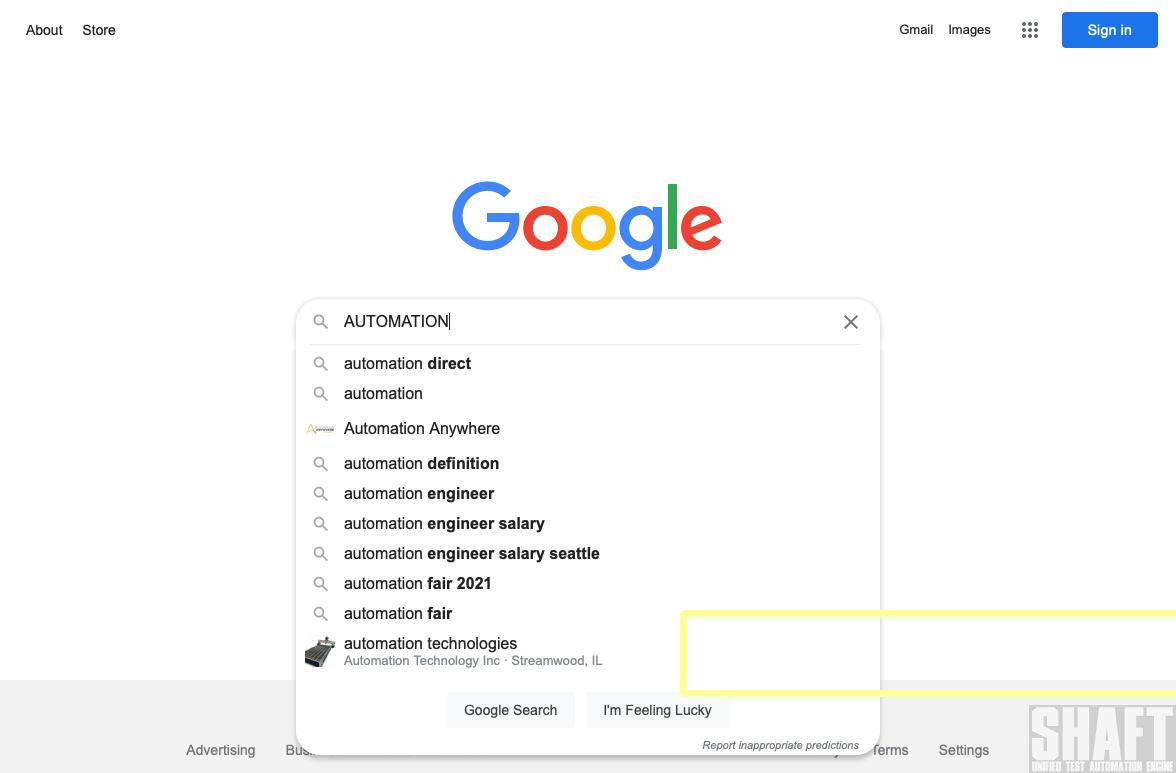 About Store Gmail Images Sign in
Google
AUTOMATION
automation direct
automation
Automation Anywhere
automation definition
automation engineer
automation engineer salary
automation engineer salary seattle
automation fair 2021
automation fair
automation technologies
Automation Technology Inc · Streamwood, IL
Google Search I'm Feeling Lucky
Report inappropriate predictions
Advertising Terms Settings
SHAFT
UNIFIED TEST AUTOMATION ENGINE